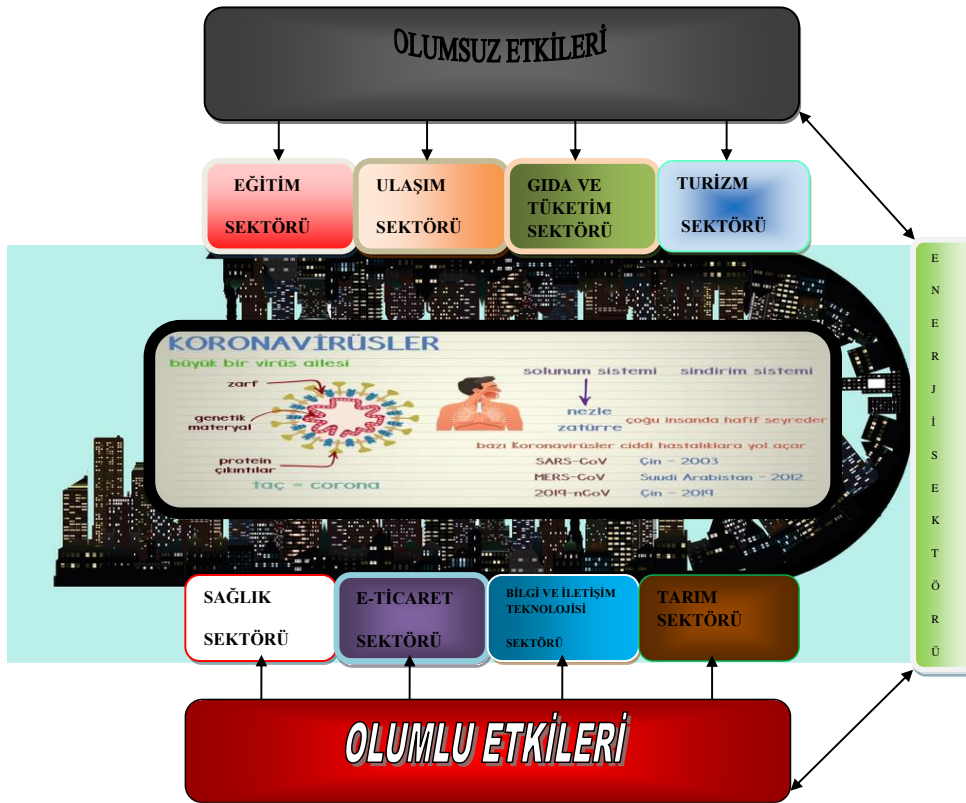 OLUMSUZ ETKİLERİ
EĞİTİM
SEKTÖRÜ
ULAŞIM
SEKTÖRÜ
GIDA VE
TÜKETİM
SEKTÖRÜ
TURİZM
SEKTÖRÜ
KORONAVİRÜSLER
büyük bir virüs ailesi
zarf
genetik
materyal
protein
çıkıntılar
taç = corona
solunum sistemi sindirim sistemi
nezle
zatürre
çoğu insanda hafif seyreder
bazı Koronavirüsler ciddi hastalıklara yol açar
SARS-CoV Çin - 2003
MERS-CoV Suudi Arabistan - 2012
2019-nCoV Çin - 2019
E
N
E
R
J
İ
S
E
K
T
Ö
R
Ü
SAĞLIK
SEKTÖRÜ
E-TİCARET
SEKTÖRÜ
BİLGİ VE İLETİŞİM
TEKNOLOJİSİ
SEKTÖRÜ
TARIM
SEKTÖRÜ
OLUMLU ETKİLERİ